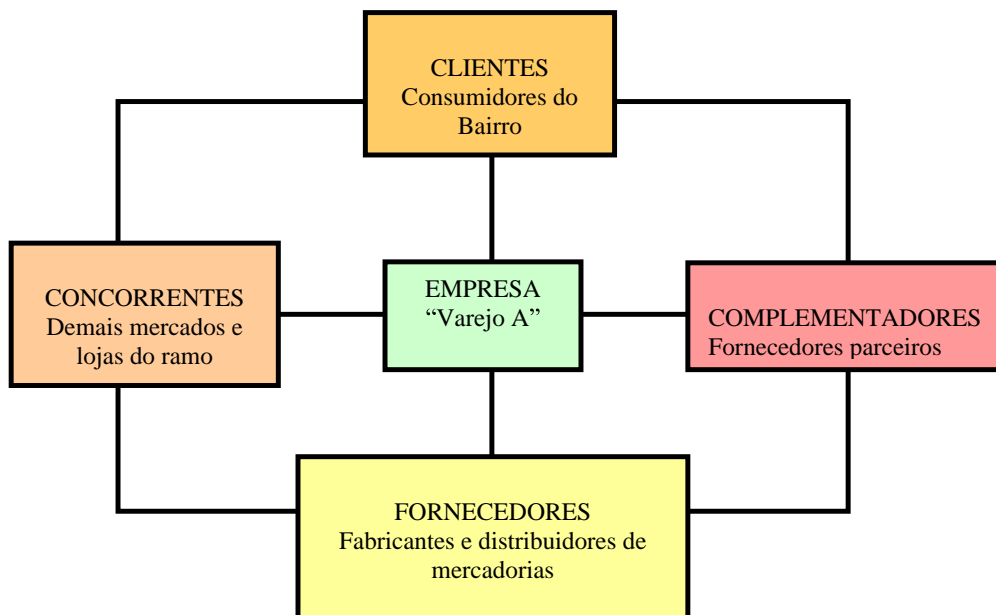 CLIENTES
Consumidores do
Bairro
CONCORRENTES
Demais mercados e
lojas do ramo
EMPRESA
“Varejo A”
COMPLEMENTADORES
Fornecedores parceiros
FORNECEDORES
Fabricantes e distribuidores de
mercadorias